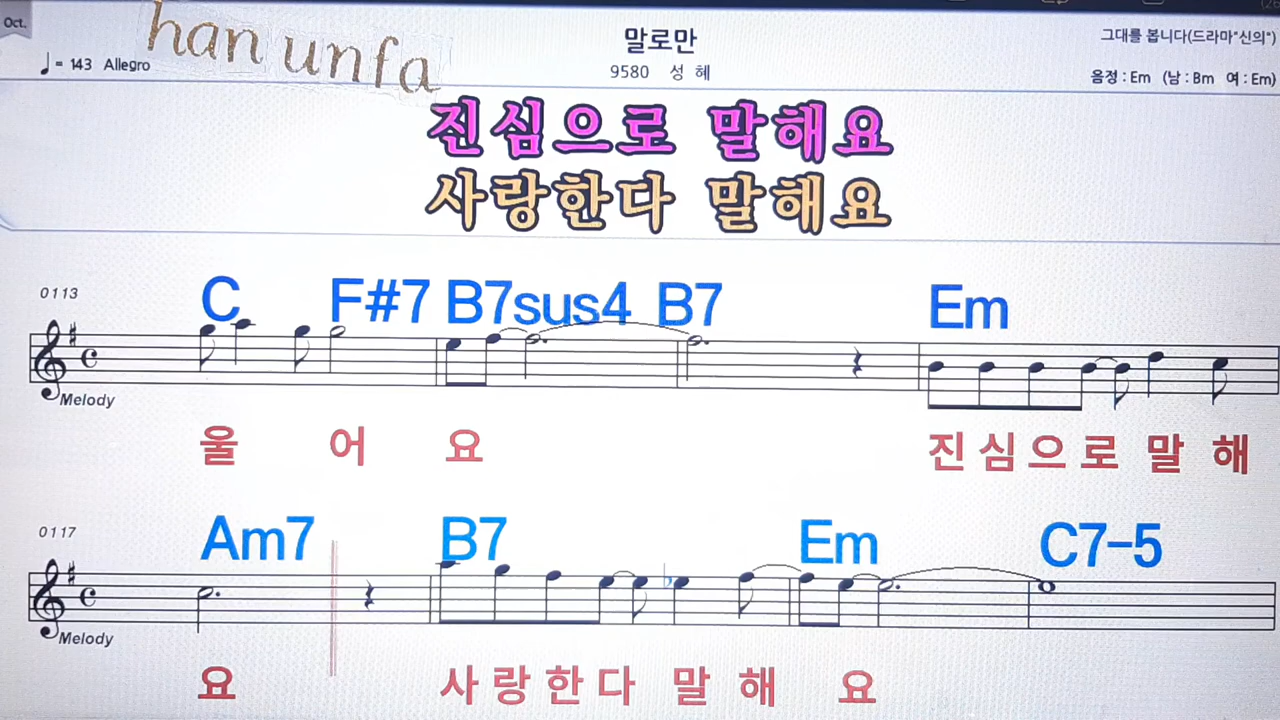 Oct.
han unfa
말로만
그대를 봅니다(드라마"신의")
♩= 143 Allegro
9580 성 혜
음정 : Em (남 : Bm 여 : Em)
진심으로 말해요
사랑한다 말해요
0113
C F#7 B7sus4 B7 Em
Melody
울 어 요 진 심 으 로 말 해
0117
Am7 B7 Em C7-5
Melody
요 사 랑 한 다 말 해 요